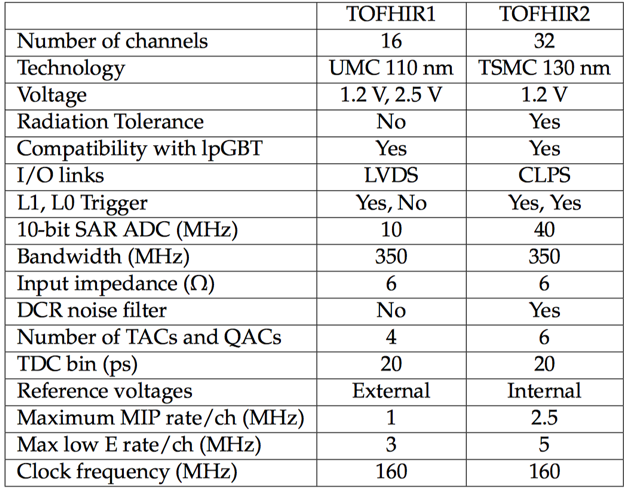 TOFHIR1 TOFHIR2
Number of channels 16 32
Technology UMC 110 nm TSMC 130 nm
Voltage 1.2 V, 2.5 V 1.2 V
Radiation Tolerance No Yes
Compatibility with lpGBT Yes Yes
I/O links LVDS CLPS
L1, L0 Trigger Yes, No Yes, Yes
10-bit SAR ADC (MHz) 10 40
Bandwidth (MHz) 350 350
Input impedance (Ω) 6 6
DCR noise filter No Yes
Number of TACs and QACs 4 6
TDC bin (ps) 20 20
Reference voltages External Internal
Maximum MIP rate/ch (MHz) 1 2.5
Max low E rate/ch (MHz) 3 5
Clock frequency (MHz) 160 160